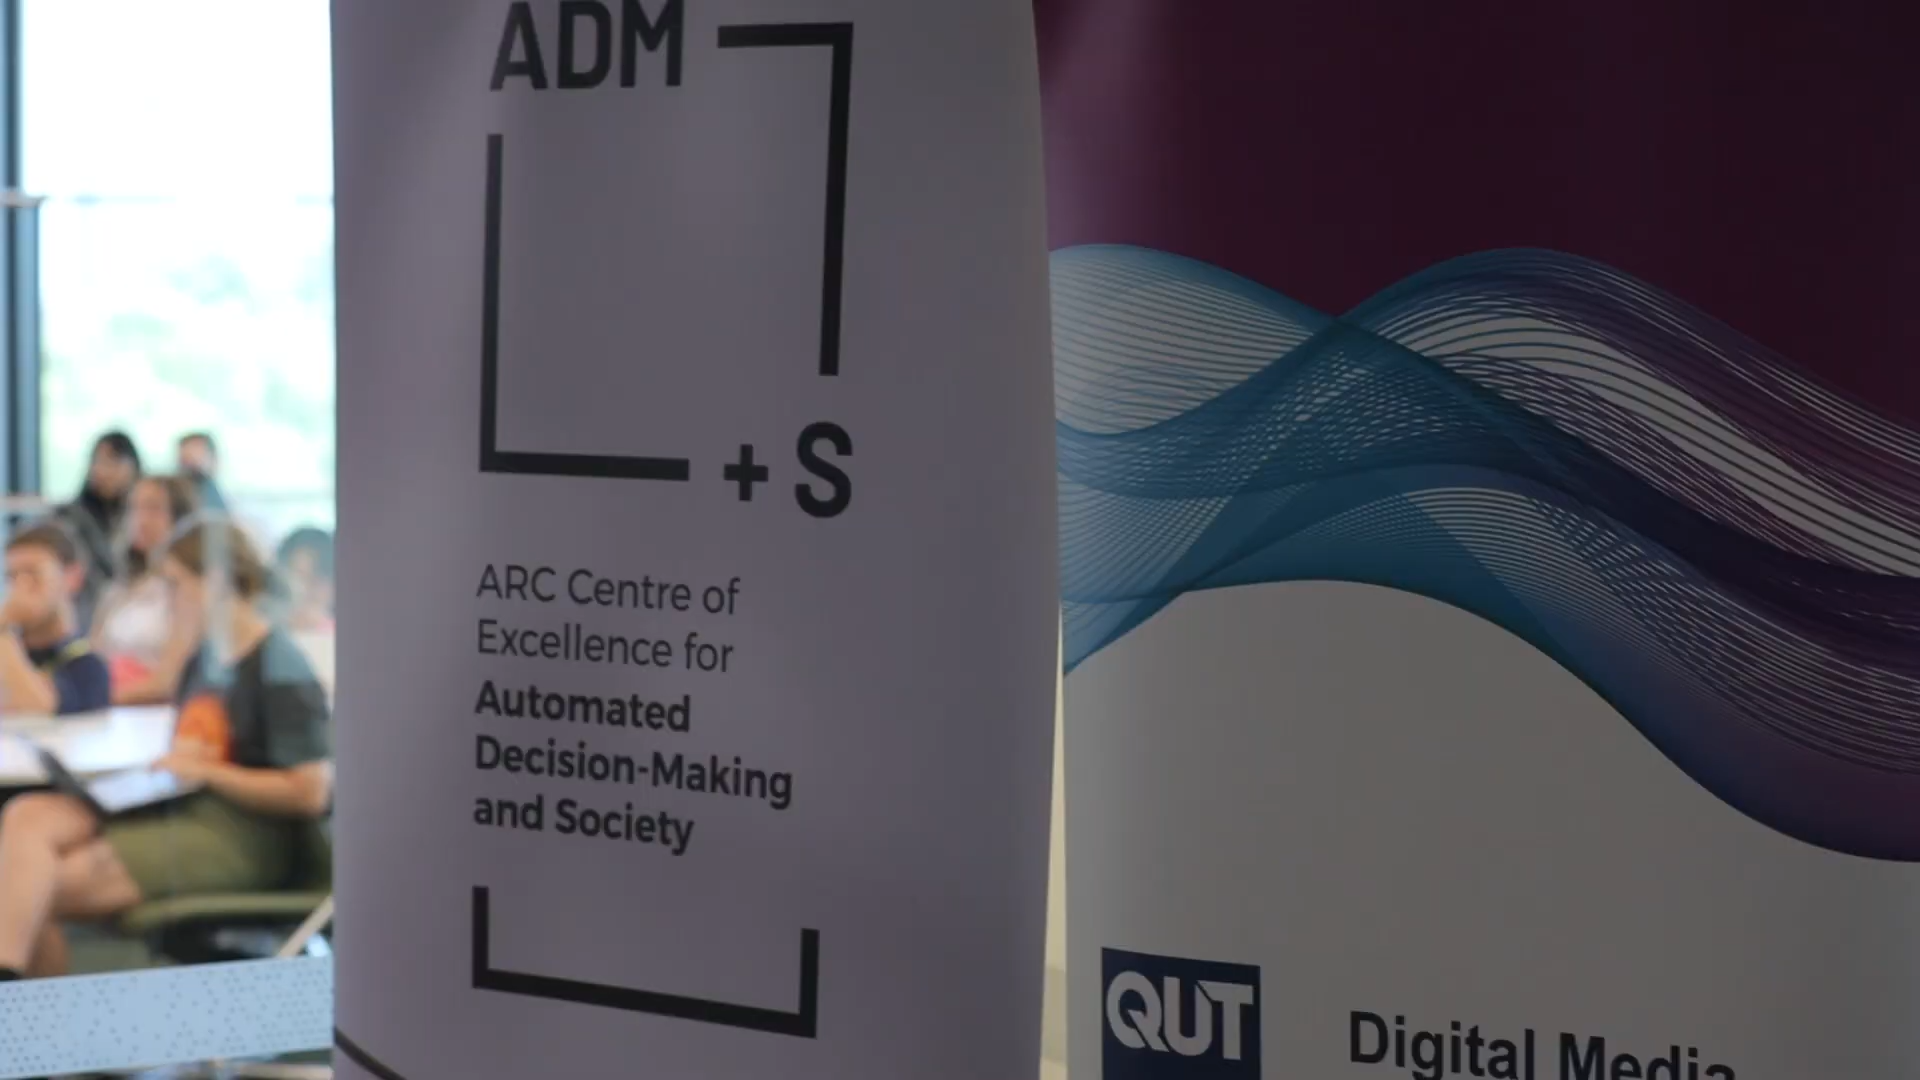 ADM
+ S
ARC Centre of
Excellence for
Automated
Decision-Making
and Society
QUT
Digital Media